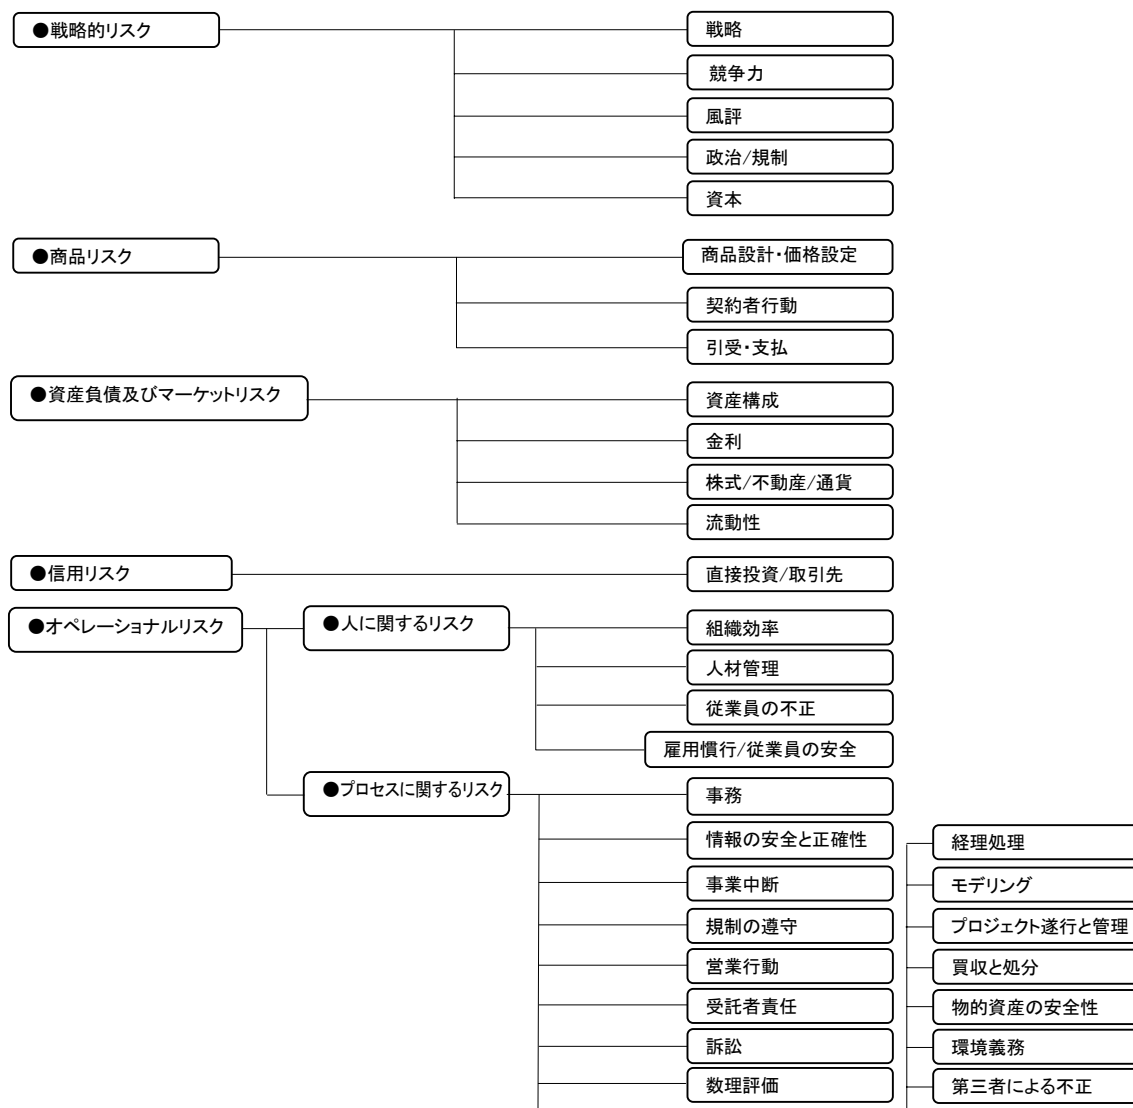 ●戦略的リスク
戦略
競争力
風評
政治/規制
資本
●商品リスク
商品設計・価格設定
契約者行動
引受・支払
●資産負債及びマーケットリスク
資産構成
金利
株式/不動産/通貨
流動性
●信用リスク
直接投資/取引先
●オペレーショナルリスク
●人に関するリスク
組織効率
人材管理
従業員の不正
雇用慣行/従業員の安全
●プロセスに関するリスク
事務
情報の安全と正確性
事業中断
規制の遵守
営業行動
受託者責任
訴訟
数理評価
経理処理
モデリング
プロジェクト遂行と管理
買収と処分
物的資産の安全性
環境義務
第三者による不正